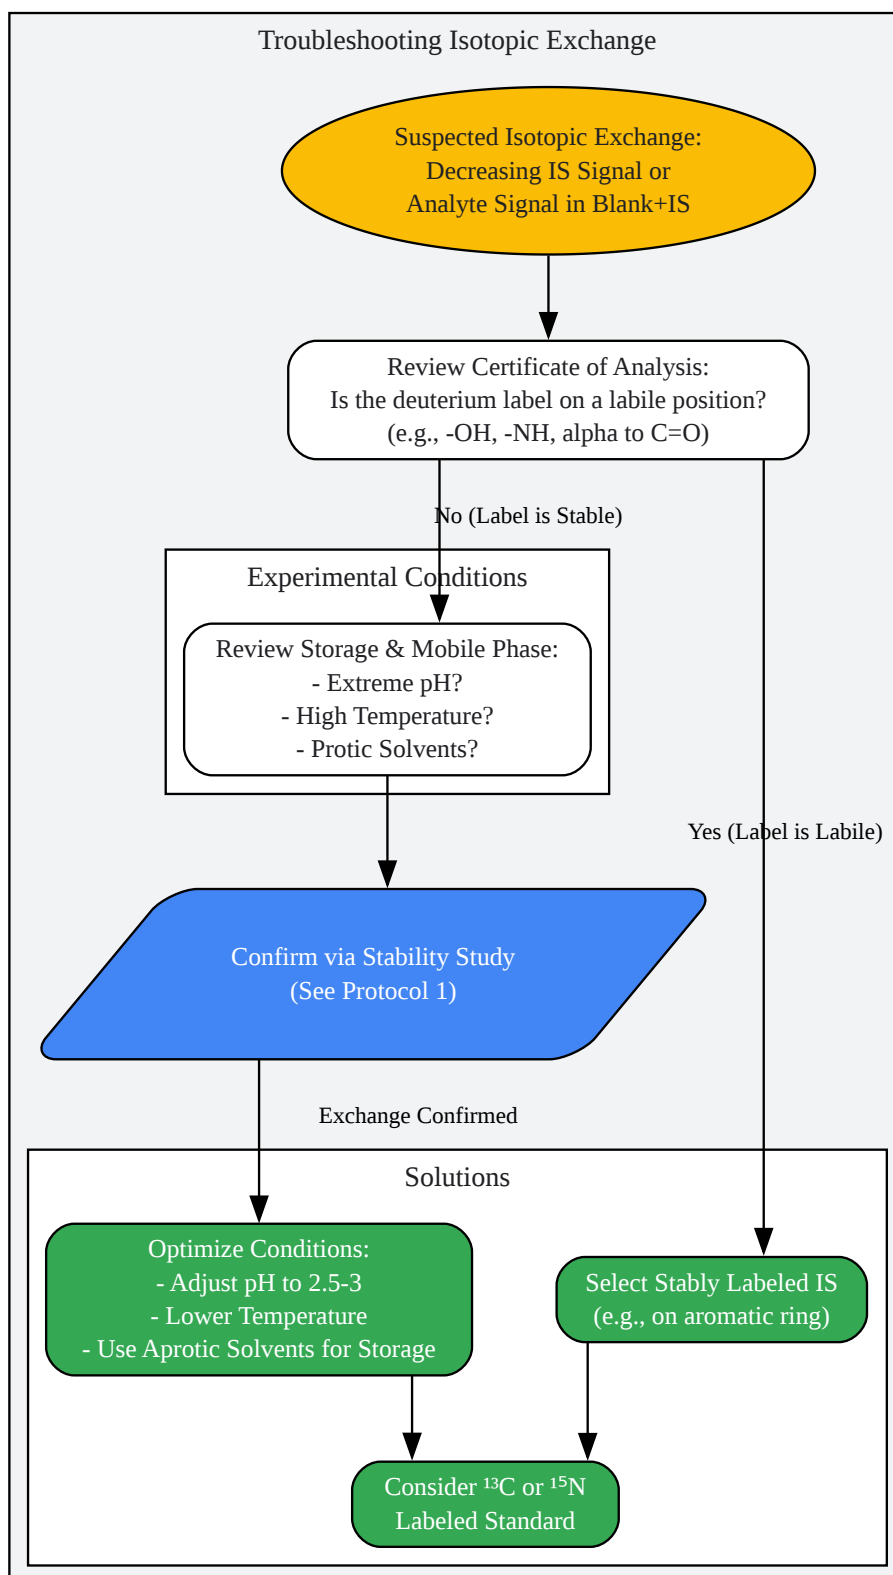 Troubleshooting Isotopic Exchange
Suspected Isotopic Exchange:
Decreasing IS Signal or
Analyte Signal in Blank+IS
Review Certificate of Analysis:
Is the deuterium label on a labile position?
(e.g., -OH, -NH, alpha to C=O)
No (Label is Stable)
Experimental Conditions
Review Storage & Mobile Phase:
- Extreme pH?
- High Temperature?
- Protic Solvents?
Yes (Label is Labile)
Confirm via Stability Study
(See Protocol 1)
Exchange Confirmed
Solutions
Optimize Conditions:
- Adjust pH to 2.5-3
- Lower Temperature
- Use Aprotic Solvents for Storage
Select Stably Labeled IS
(e.g., on aromatic ring)
Consider ¹³C or ¹⁵N
Labeled Standard